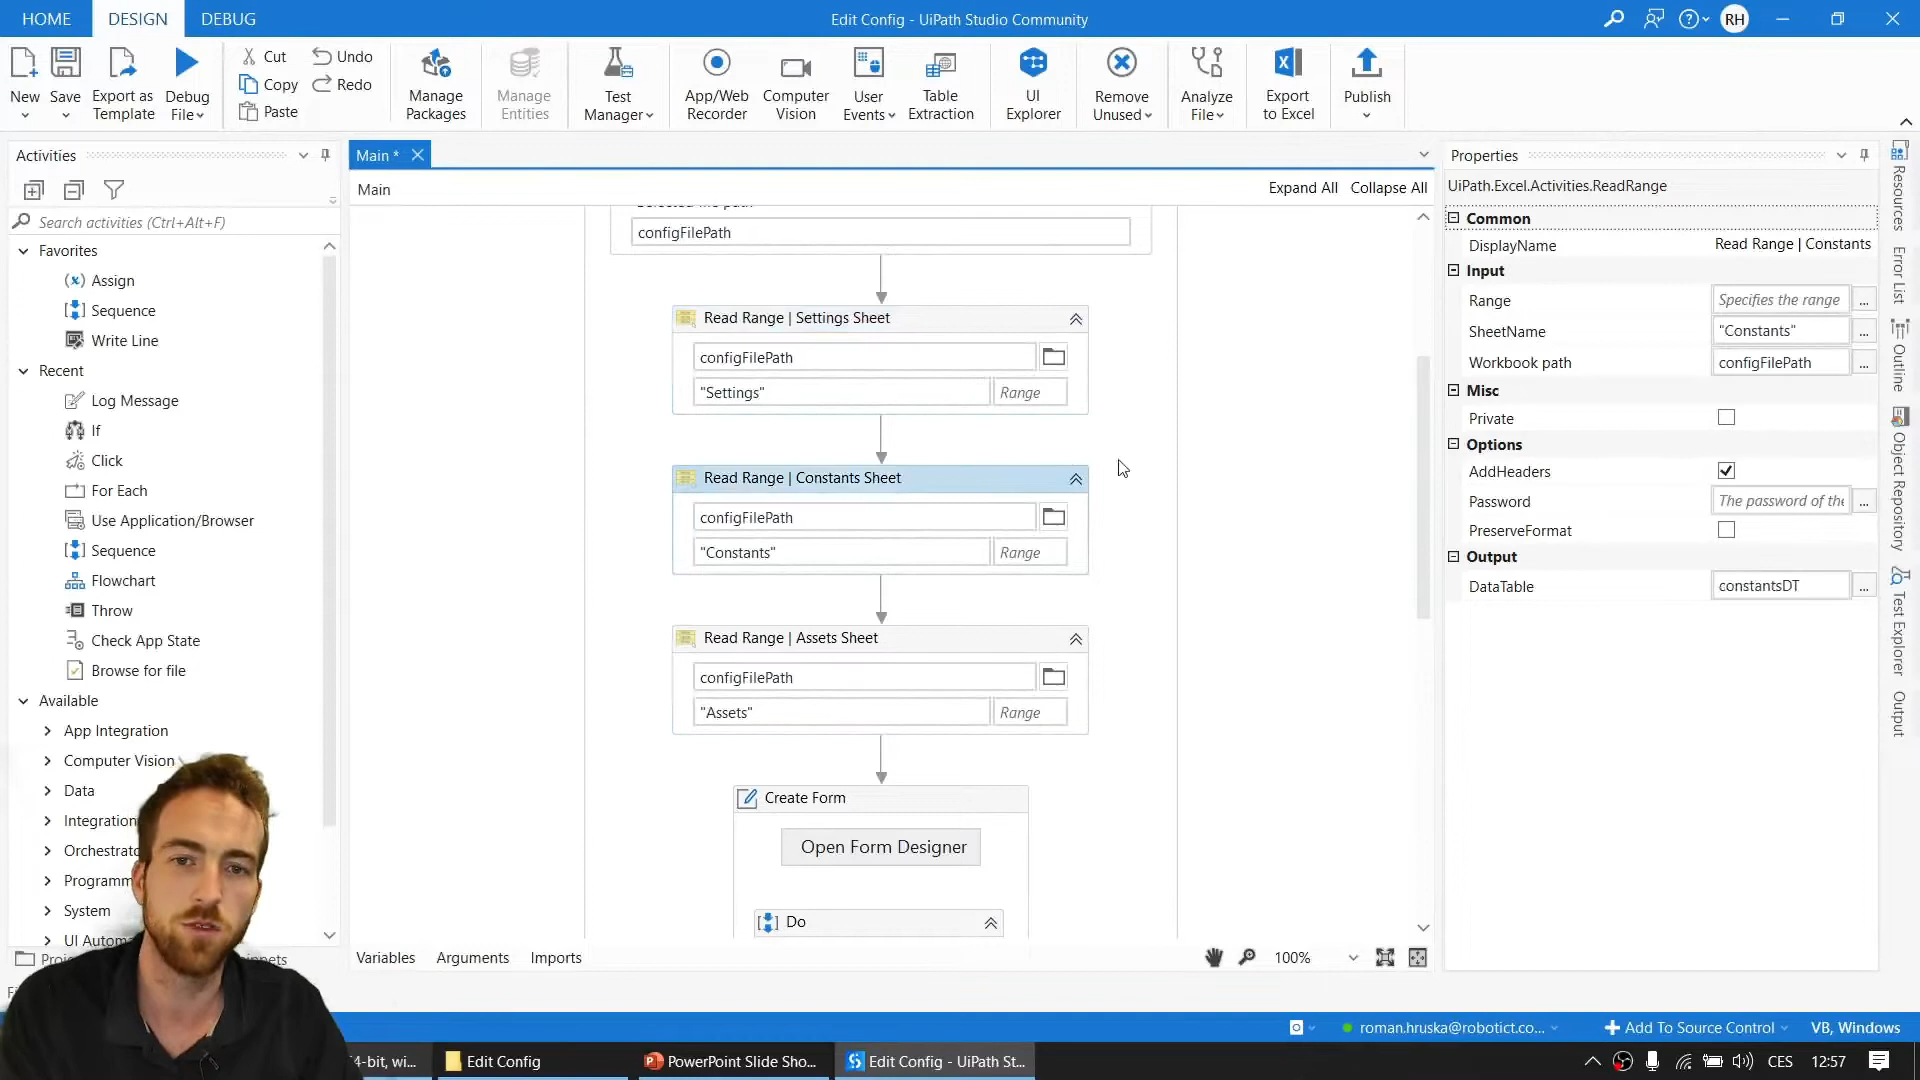 HOME DESIGN DEBUG
Edit Config - UiPath Studio Community
RH
New
Save
Export as
Template
Debug
File
Cut
Copy
Paste
Undo
Redo
Manage
Packages
Manage
Entities
Test
Manager
App/Web
Recorder
Computer
Vision
User
Events
Table
Extraction
UI
Explorer
Remove
Unused
Analyze
File
Export
to Excel
Publish
Activities
Search activities (Ctrl+Alt+F)
Favorites
Assign
Sequence
Write Line
Recent
Log Message
If
Click
For Each
Use Application/Browser
Sequence
Flowchart
Throw
Check App State
Browse for file
Available
App Integration
Computer Vision
Data
Integration
Orchestrato
Programm
System
UI Autom
Proj
nippets
Main *
Main
Expand All Collapse All
Selected file path
configFilePath
Read Range | Settings Sheet
configFilePath
"Settings" Range
Read Range | Constants Sheet
configFilePath
"Constants" Range
Read Range | Assets Sheet
configFilePath
"Assets" Range
Create Form
Open Form Designer
Do
Variables Arguments Imports
100%
Properties
UiPath.Excel.Activities.ReadRange
Common
DisplayName Read Range | Constants
Input
Range Specifies the range ...
SheetName "Constants" ...
Workbook path configFilePath ...
Misc
Private
Options
AddHeaders
Password The password of the ...
PreserveFormat
Output
DataTable constantsDT ...
Resources
Error List
Outline
Object Repository
Test Explorer
Output
roman.hruska@robotict.co...
Add To Source Control
VB, Windows
4-bit, wi...
Edit Config
PowerPoint Slide Sho...
Edit Config - UiPath St...
CES
12:57